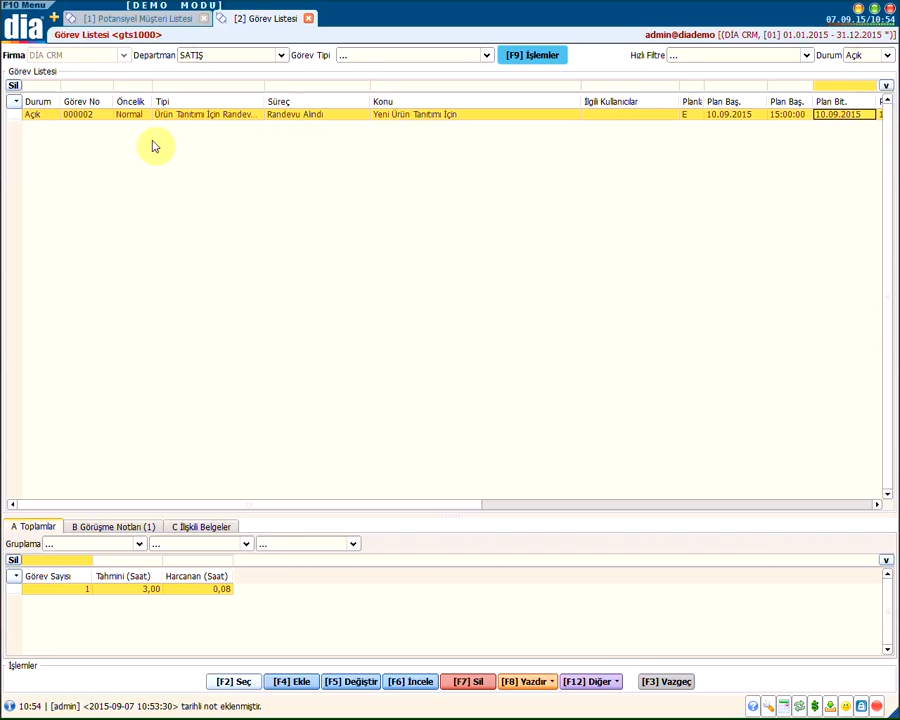 F10 Menu [DEMO MODU]
dia [1] Potansiyel Müşteri Listesi [2] Görev Listesi 07.09.15/10:54
Görev Listesi <gts1000> admin@diademo [(DİA CRM, [01] 01.01.2015 - 31.12.2015 ")]
Firma DİA CRM Departman SATIŞ Görev Tipi ... [F9] İşlemler Hızlı Filtre ... Durum Açık
Görev Listesi
Sil v
Durum Görev No Öncelik Tipi Süreç Konu İlgili Kullanıcılar Planla Plan Baş. Plan Baş. Plan Bit.
Açık 000002 Normal Ürün Tanıtımı İçin Randev... Randevu Alındı Yeni Ürün Tanıtımı İçin E 10.09.2015 15:00:00 10.09.2015 1
A Toplamlar B Görüşme Notları (1) C İlişkili Belgeler
Gruplama ... ... ...
Sil v
Görev Sayısı Tahmini (Saat) Harcanan (Saat)
1 3,00 0,08
İşlemler
[F2] Seç [F4] Ekle [F5] Değiştir [F6] İncele [F7] Sil [F8] Yazdır [F12] Diğer [F3] Vazgeç
10:54 | [admin] <2015-09-07 10:53:30> tarihli not eklenmiştir.